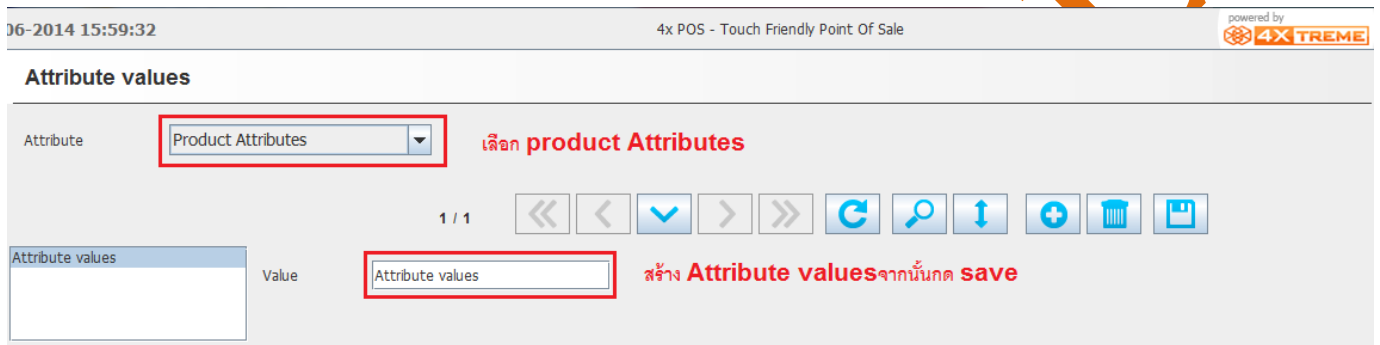 06-2014 15:59:32 4x POS - Touch Friendly Point Of Sale powered by
4X TREME
Attribute values
Attribute Product Attributes เลือก product Attributes
1 / 1
Attribute values
Value Attribute values สร้าง Attribute valuesจากนั้นกด save